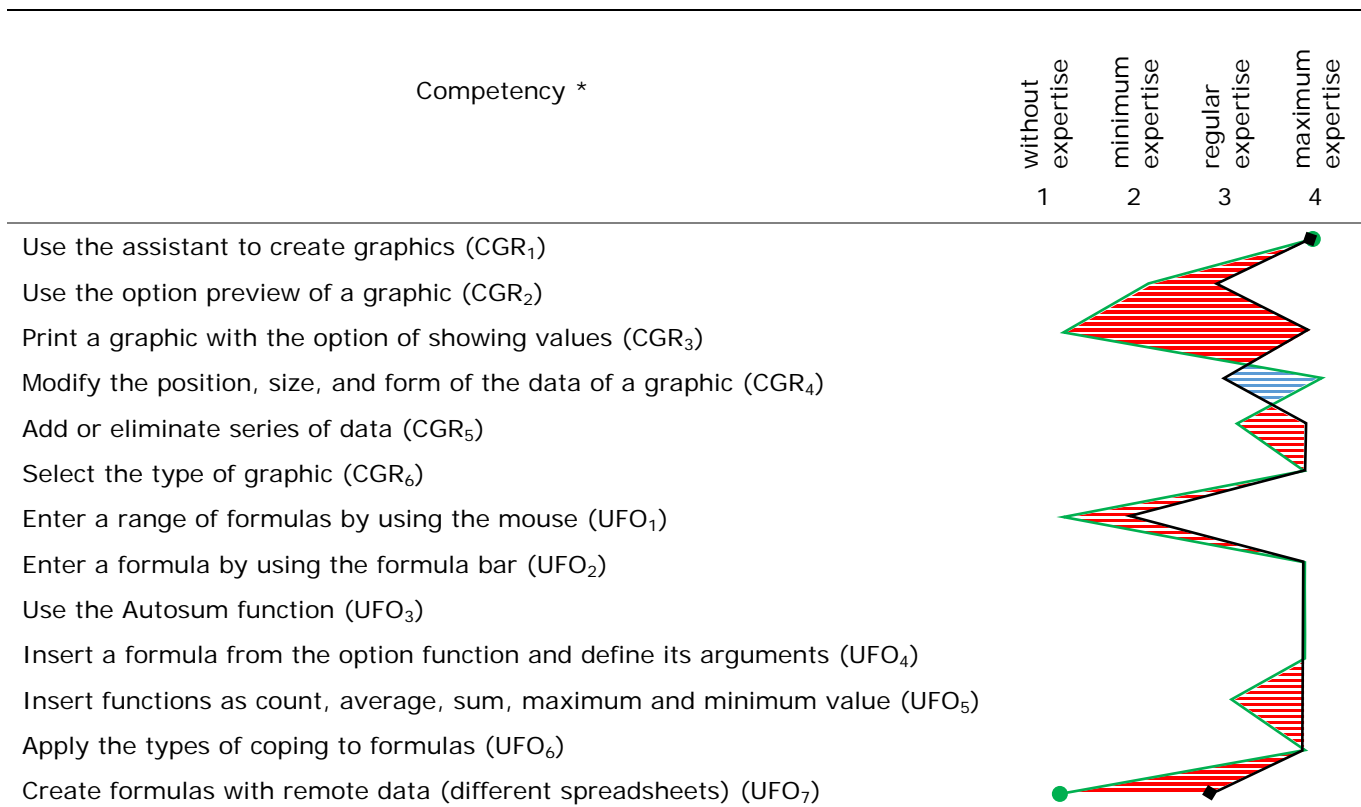 Competency *
without
expertise
minimum
expertise
regular
expertise
maximum
expertise
1 2 3 4
Use the assistant to create graphics (CGR₁)
Use the option preview of a graphic (CGR₂)
Print a graphic with the option of showing values (CGR₃)
Modify the position, size, and form of the data of a graphic (CGR₄)
Add or eliminate series of data (CGR₅)
Select the type of graphic (CGR₆)
Enter a range of formulas by using the mouse (UFO₁)
Enter a formula by using the formula bar (UFO₂)
Use the Autosum function (UFO₃)
Insert a formula from the option function and define its arguments (UFO₄)
Insert functions as count, average, sum, maximum and minimum value (UFO₅)
Apply the types of coping to formulas (UFO₆)
Create formulas with remote data (different spreadsheets) (UFO₇)